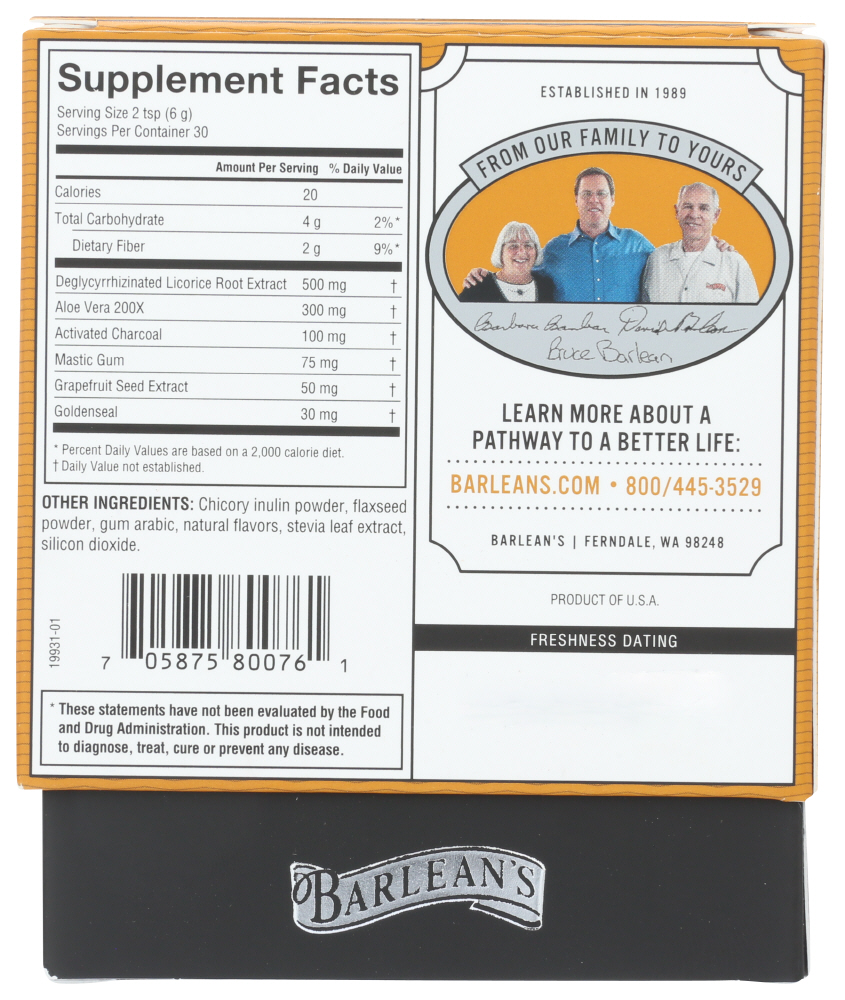 Supplement Facts
Serving Size 2 tsp (6 g)
Servings Per Container 30
Amount Per Serving % Daily Value
Calories 20
Total Carbohydrate 4 g 2%*
Dietary Fiber 2 g 9%*
Deglycyrrhizinated Licorice Root Extract 500 mg †
Aloe Vera 200X 300 mg †
Activated Charcoal 100 mg †
Mastic Gum 75 mg †
Grapefruit Seed Extract 50 mg †
Goldenseal 30 mg †
* Percent Daily Values are based on a 2,000 calorie diet.
† Daily Value not established.
OTHER INGREDIENTS: Chicory inulin powder, flaxseed
powder, gum arabic, natural flavors, stevia leaf extract,
silicon dioxide.
19931-01
7 05875 80076 1
* These statements have not been evaluated by the Food
and Drug Administration. This product is not intended
to diagnose, treat, cure or prevent any disease.
ESTABLISHED IN 1989
FROM OUR FAMILY TO YOURS
Barbara Barlean
Bruce Barlean
LEARN MORE ABOUT A
PATHWAY TO A BETTER LIFE:
BARLEANS.COM • 800/445-3529
BARLEAN'S | FERNDALE, WA 98248
PRODUCT OF U.S.A.
FRESHNESS DATING
BARLEAN'S